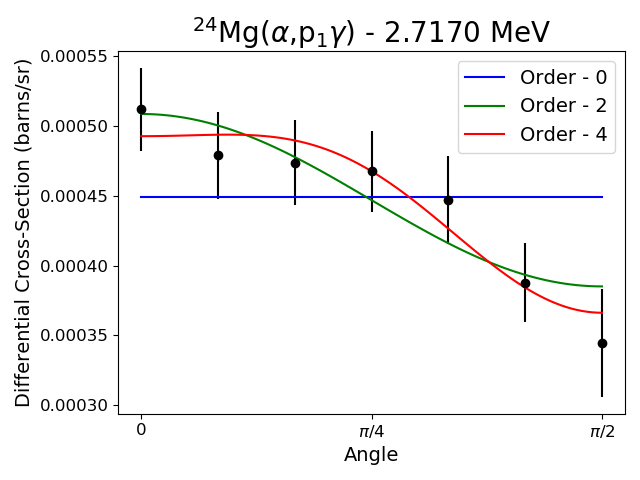 ²⁴Mg(α,p₁γ) - 2.7170 MeV
Differential Cross-Section (barns/sr)
0.00055
0.00050
0.00045
0.00040
0.00035
0.00030
Order - 0
Order - 2
Order - 4
0
π/4
π/2
Angle